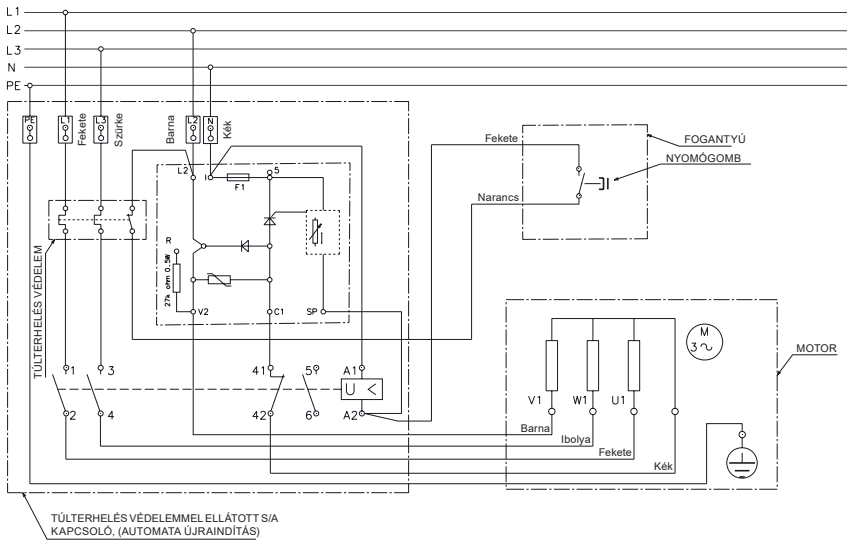 L1
L2
L3
N
PE
PE
L1
Fekete
L3
Szürke
Barna
L2
N
Kék
L2
I
F1
5
R
27k ohm 0.5W
V2
C1
SP
TÚLTERHELÉS VÉDELEM
1
3
41
5
A1
U <
2
4
42
6
A2
Fekete
Narancs
FOGANTYÚ
NYOMÓGOMB
M
3
MOTOR
V1
W1
U1
Barna
Ibolya
Fekete
Kék
TÚLTERHELÉS VÉDELEMMEL ELLÁTOTT S/A
KAPCSOLÓ, (AUTOMATA ÚJRAINDÍTÁS)